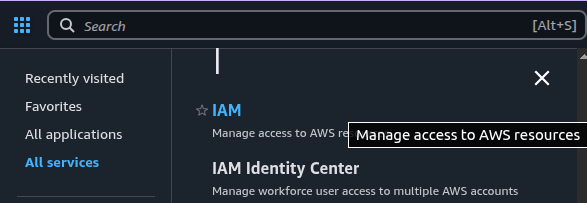 Search [Alt+S]
Recently visited
Favorites
All applications
All services
IAM
Manage access to AWS res
Manage access to AWS resources
IAM Identity Center
Manage workforce user access to multiple AWS accounts